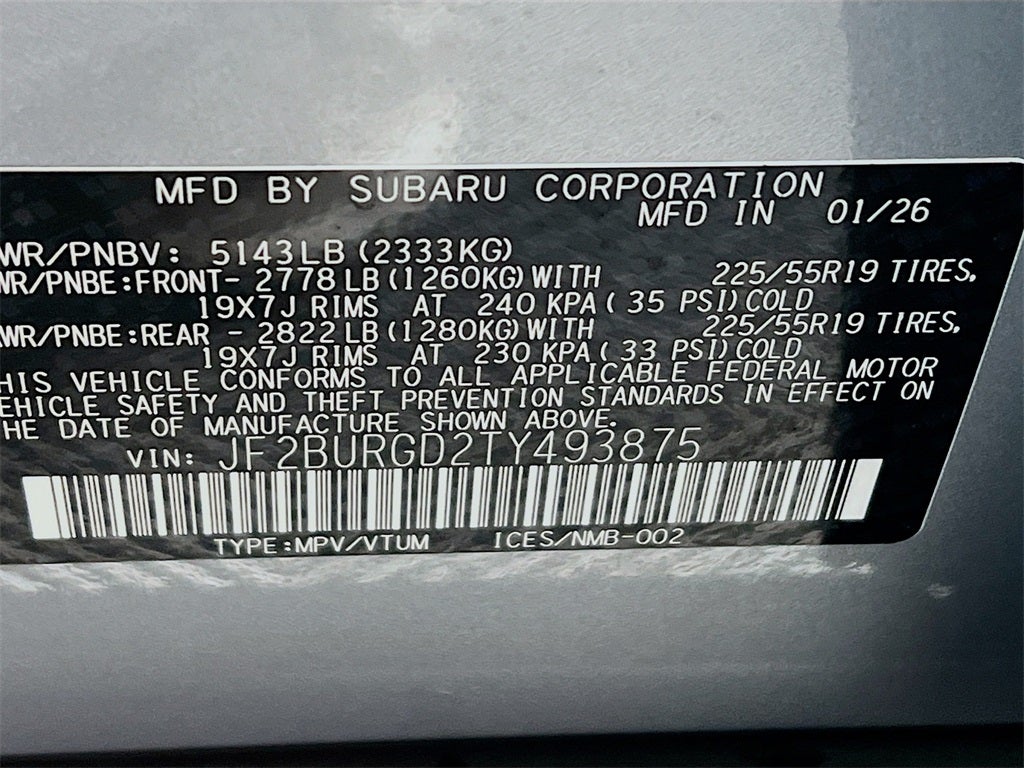 MFD BY SUBARU CORPORATION
MFD IN 01/26
WR/PNBV: 5143LB (2333KG)
WR/PNBE:FRONT- 2778 LB (1260KG) WITH 225/55R19 TIRES,
19X7J RIMS AT 240 KPA ( 35 PSI) COLD
WR/PNBE:REAR - 2822 LB (1280KG) WITH 225/55R19 TIRES,
19X7J RIMS AT 230 KPA ( 33 PSI) COLD
HIS VEHICLE CONFORMS TO ALL APPLICABLE FEDERAL MOTOR
EHICLE SAFETY AND THEFT PREVENTION STANDARDS IN EFFECT ON
HE DATE OF MANUFACTURE SHOWN ABOVE.
VIN: JF2BURGD2TY493875
TYPE:MPV/VTUM ICES/NMB-002